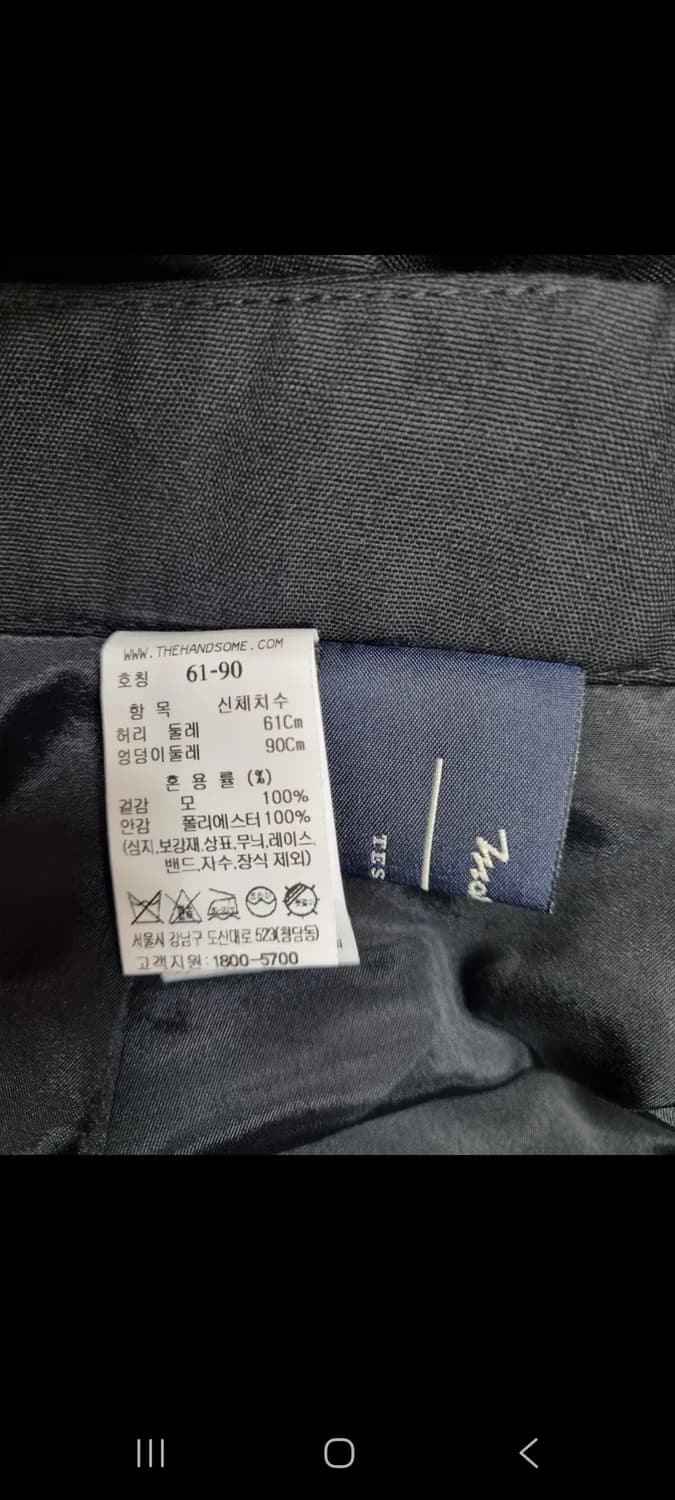 WWW.THEHANDSOME.COM
호칭 61-90
항 목 신체치수
허리 둘레 61Cm
엉덩이둘레 90Cm
혼 용 률 (%)
겉감 모 100%
안감 폴리에스터 100%
(심지,보강재,상표,무늬,레이스,
밴드,자수,장식 제외)
서울시 강남구 도산대로 523(청담동)
고객지원:1800-5700